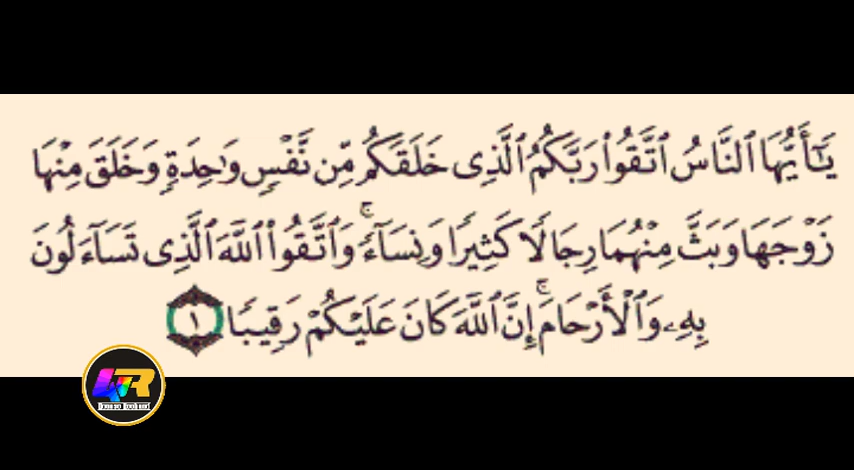 يَٰٓأَيُّهَا ٱلنَّاسُ ٱتَّقُوا۟ رَبَّكُمُ ٱلَّذِى خَلَقَكُم مِّن نَّفْسٍ وَٰحِدَةٍ وَخَلَقَ مِنْهَا
زَوْجَهَا وَبَثَّ مِنْهُمَا رِجَالًا كَثِيرًا وَنِسَآءً ۚ وَٱتَّقُوا۟ ٱللَّهَ ٱلَّذِى تَسَآءَلُونَ
بِهِۦ وَٱلْأَرْحَامَ ۚ إِنَّ ٱللَّهَ كَانَ عَلَيْكُمْ رَقِيبًا ١